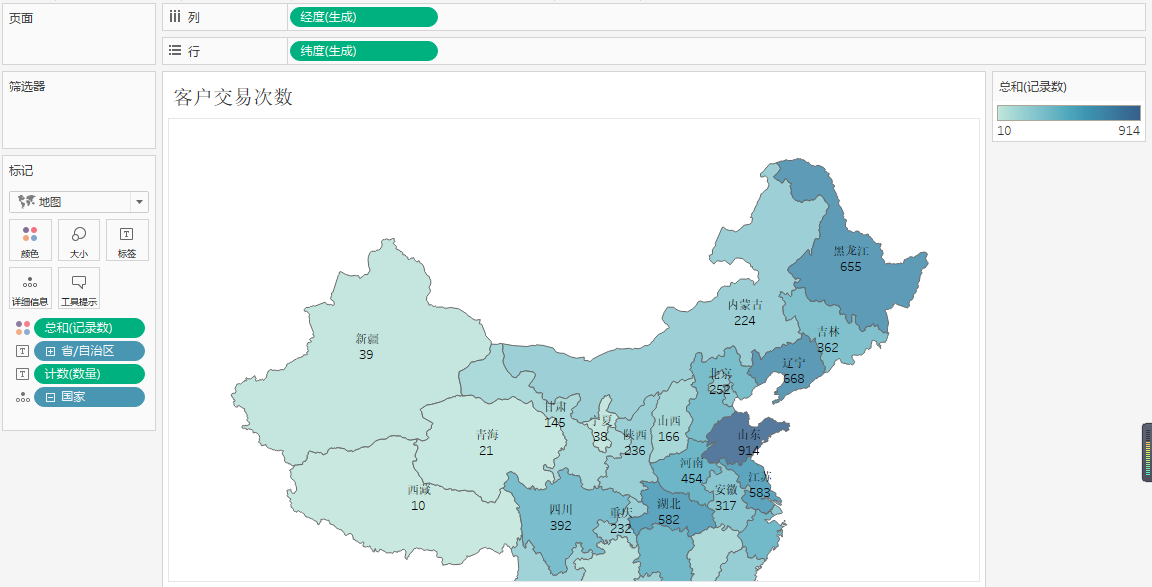 页面
列
经度(生成)
行
纬度(生成)
筛选器
标记
地图
颜色
大小
标签
详细信息
工具提示
总和(记录数)
省/自治区
计数(数量)
国家
客户交易次数
黑龙江
655
内蒙古
224
吉林
362
新疆
39
辽宁
568
北京
252
甘肃
145
宁夏
38
陕西
236
山西
166
山东
914
青海
21
河南
454
江苏
583
西藏
10
安徽
317
四川
392
重庆
232
湖北
582
总和(记录数)
10
914